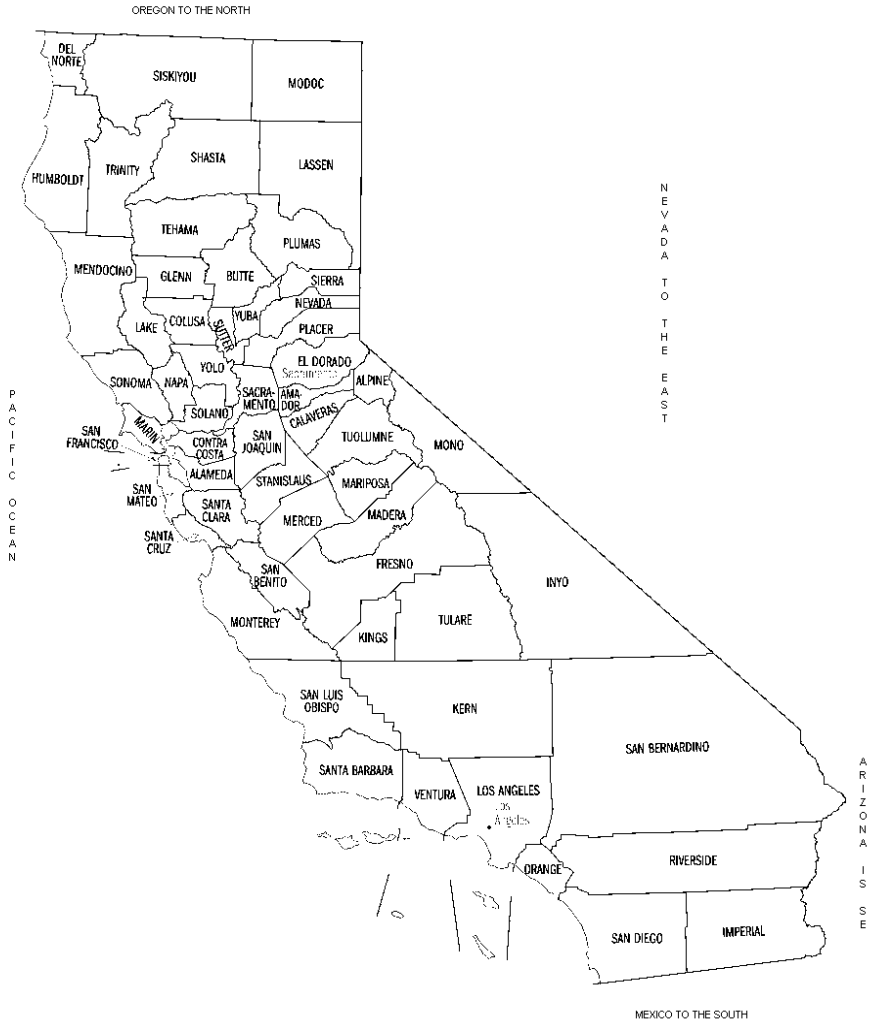 OREGON TO THE NORTH
DEL
NORTE
SISKIYOU
MODOC
HUMBOLDT
TRINITY
SHASTA
LASSEN
TEHAMA
PLUMAS
MENDOCINO
GLENN
BUTTE
SIERRA
NEVADA
YUBA
PLACER
LAKE
COLUSA
SUTTER
EL DORADO
Sacramento
YOLO
SONOMA
NAPA
ALPINE
SACRA-
MENTO
AMA-
DOR
SOLANO
CALAVERAS
MARIN
SAN
FRANCISCO
CONTRA
COSTA
SAN
JOAQUIN
TUOLUMNE
MONO
ALAMEDA
STANISLAUS
MARIPOSA
SAN
MATEO
SANTA
CLARA
MERCED
MADERA
SANTA
CRUZ
SAN
BENITO
FRESNO
INYO
MONTEREY
KINGS
TULARE
SAN LUIS
OBISPO
KERN
SAN BERNARDINO
SANTA BARBARA
VENTURA
LOS ANGELES
Los
Angeles
ORANGE
RIVERSIDE
SAN DIEGO
IMPERIAL
PACIFIC OCEAN
NEVADA TO THE EAST
ARIZONA IS SE
MEXICO TO THE SOUTH